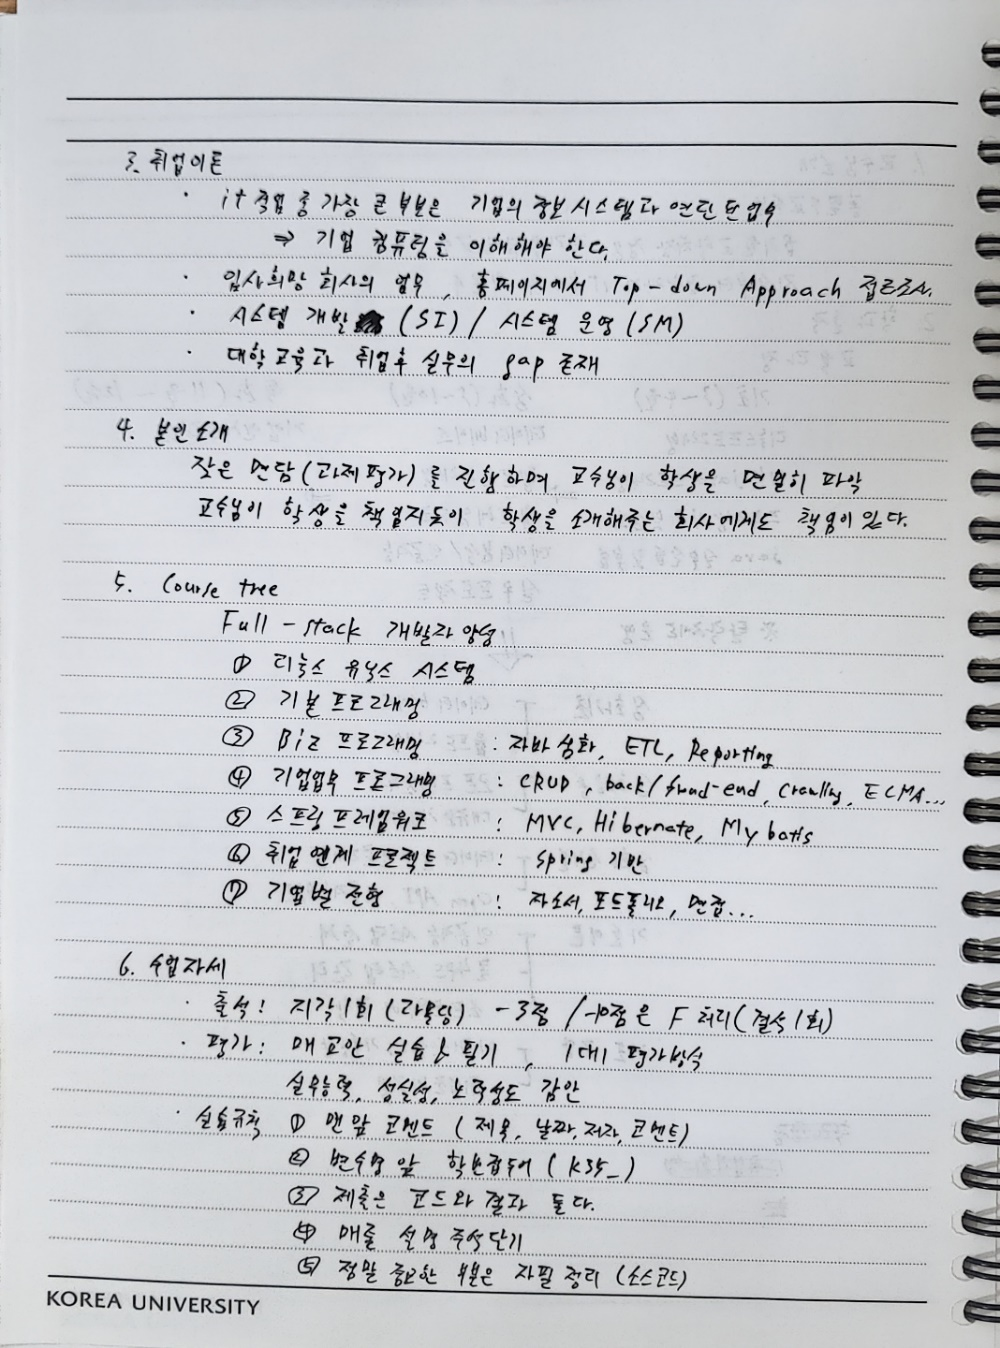 3. 취업이론
· it 직업 중 가장 큰 부분은 기업의 정보시스템과 연관된 업무
⇒ 기업 컴퓨팅을 이해해야 한다.
· 입사희망 회사의 업무, 홈페이지에서 Top-down Approach 접근조사.
· 시스템 개발 (SI) / 시스템 운영 (SM)
· 대학교육과 취업후 실무의 gap 존재
4. 본인소개
잦은 면담(과제평가)를 진행하며 교수님이 학생을 면밀히 파악
교수님이 학생을 책임지듯이 학생을 소개해주는 회사에게도 책임이 있다.
5. Course tree
Full-stack 개발자 양성
① 리눅스 유닉스 시스템
② 기본 프로그래밍
③ Biz 프로그래밍 : 자바 심화, ETL, Reporting
④ 기업업무 프로그래밍 : CRUD, back/frond-end, Crawling, ECMA...
⑤ 스프링 프레임워크 : MVC, Hibernate, Mybatis
⑥ 취업 연계 프로젝트 : Spring 기반
⑦ 기업별 전형 : 자소서, 포트폴리오, 면접...
6. 수업자세
· 출석 : 지각1회 -3점 / -10점은 F처리(결석1회)
· 평가 : 매 교안 실습 & 필기, 1대1 평가방식
실무능력, 성실성, 노력성도 감안
· 실습규칙 ① 맨 앞 코멘트 (제목, 날짜, 저자, 코멘트)
② 변수명 앞 학번붙여 (K35_)
③ 제출은 코드와 결과 둘다.
④ 매줄 설명 주석달기
⑤ 정말 중요한 부분은 자필 정리 (소스코드)
KOREA UNIVERSITY